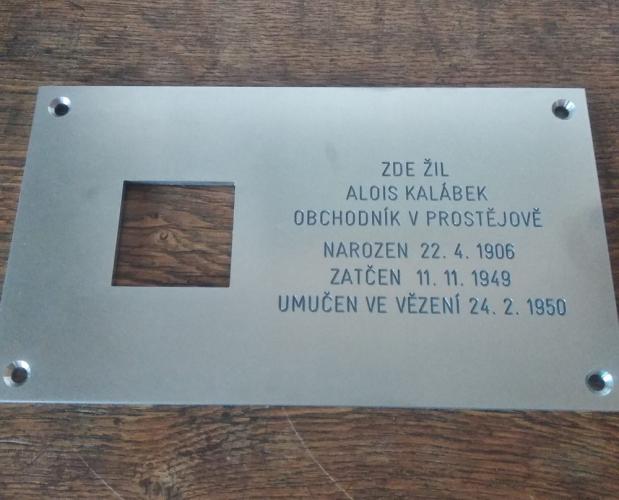 ZDE ŽIL
ALOIS KALÁBEK
OBCHODNÍK V PROSTĚJOVĚ
NAROZEN 22. 4. 1906
ZATČEN 11. 11. 1949
UMUČEN VE VĚZENÍ 24. 2. 1950